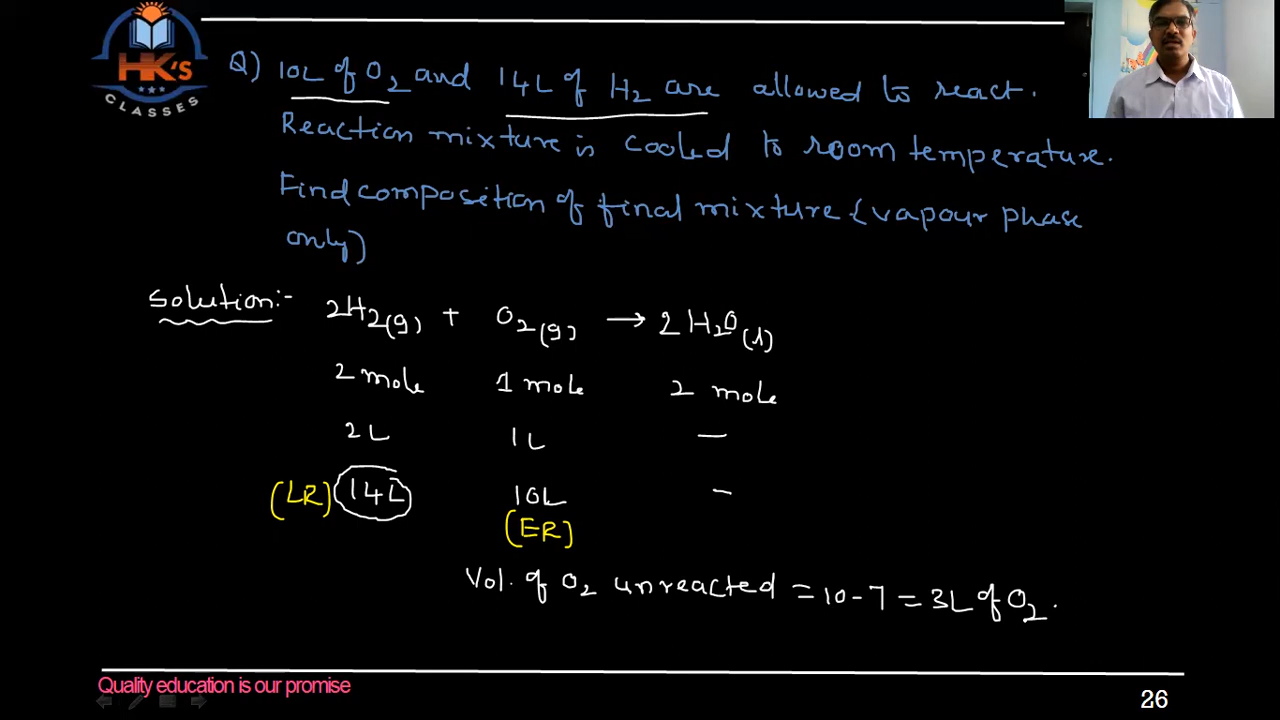 HK'S
CLASSES
Q) 10L of O2 and 14L of H2 are allowed to react.
Reaction mixture is cooled to room temperature.
Find composition of final mixture (vapour phase
only)
Solution:-
2H2(g) + O2(g) → 2H2O(l)
2 mole 1 mole 2 mole
2L 1L —
(LR) 14L 10L –
(ER)
Vol. of O2 unreacted = 10-7 = 3L of O2.
Quality education is our promise
26